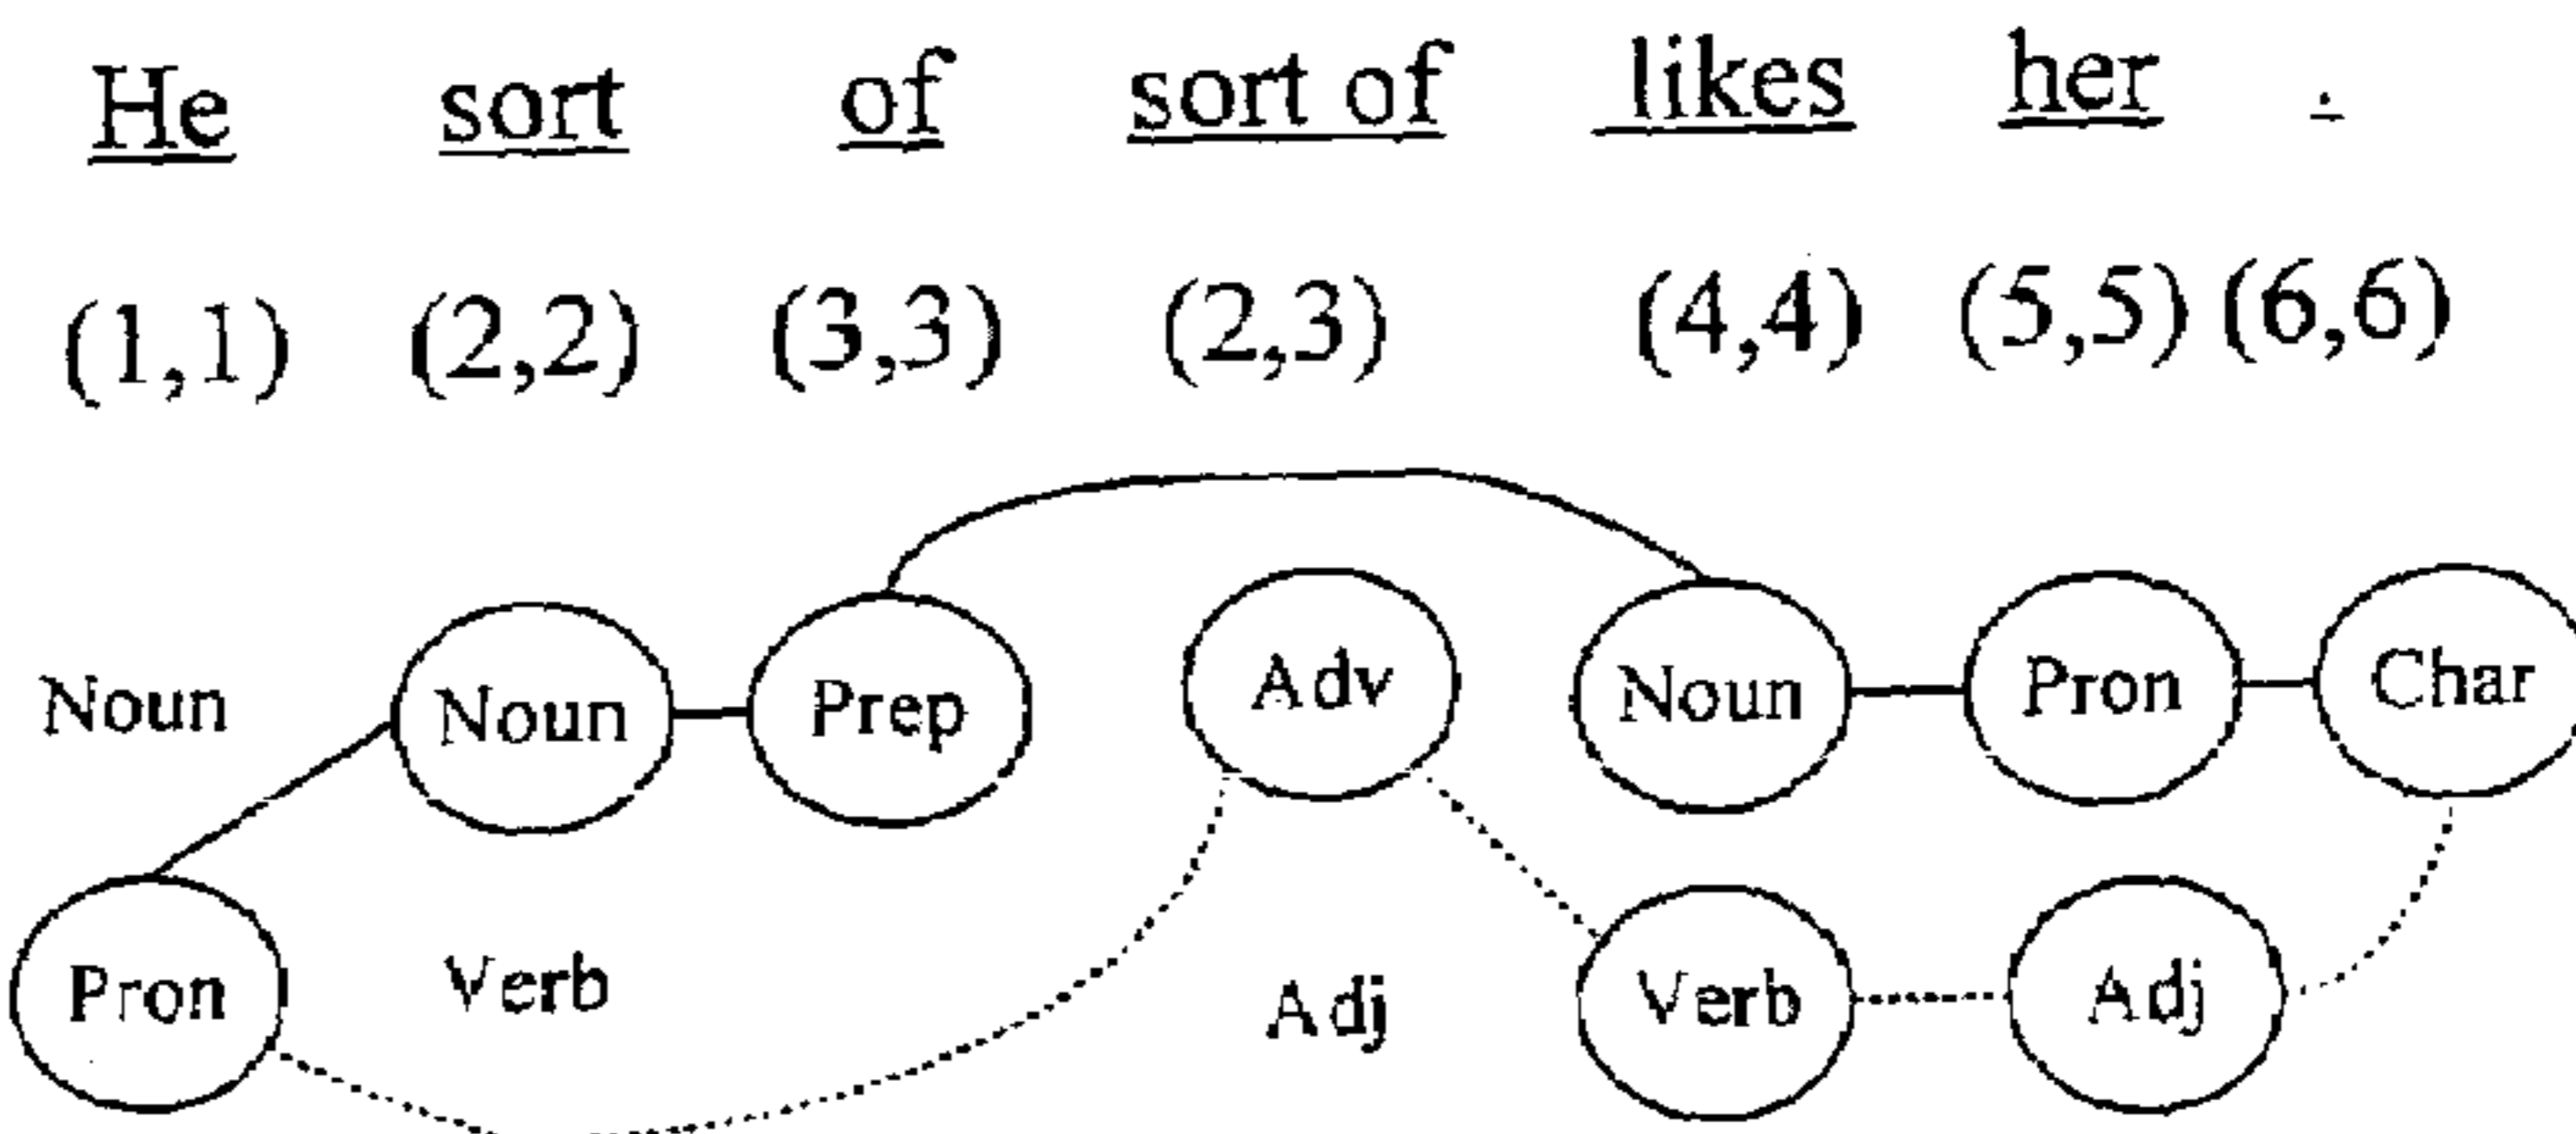 He sort of sort of likes her .
(1,1) (2,2) (3,3) (2,3) (4,4) (5,5) (6,6)
Noun Noun Prep Adv Noun Pron Char
Pron Verb Adj Verb Adj